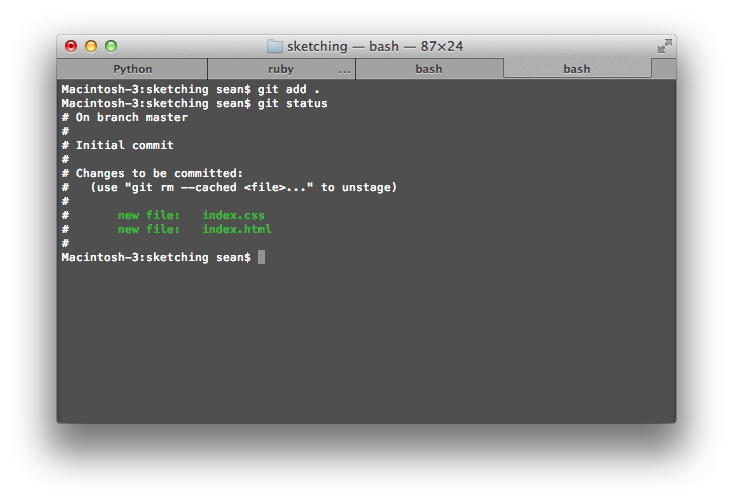 sketching — bash — 87×24
Python ruby ... bash bash
Macintosh-3:sketching sean$ git add .
Macintosh-3:sketching sean$ git status
# On branch master
#
# Initial commit
#
# Changes to be committed:
#   (use "git rm --cached <file>..." to unstage)
#
#       new file:   index.css
#       new file:   index.html
#
Macintosh-3:sketching sean$